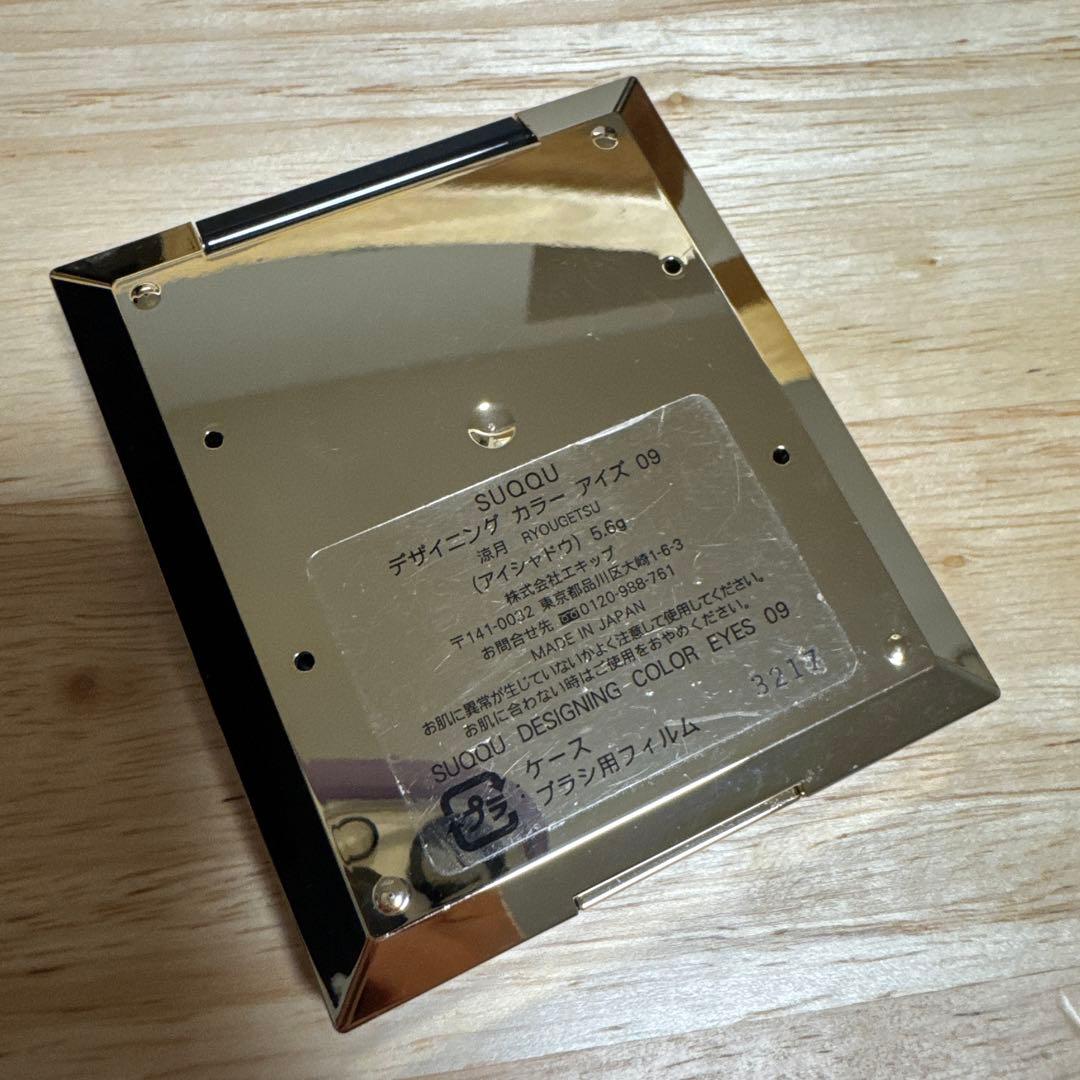 SUQQU
デザイニング カラー アイズ 09
涼月 RYOUGETSU
(アイシャドウ) 5.6g
株式会社エキップ
〒141-0032 東京都品川区大崎1-6-3
お問合せ先 0120-988-761
MADE IN JAPAN
お肌に異常が生じていないかよく注意して使用してください。
お肌に合わない時はご使用をおやめください。
SUQQU DESIGNING COLOR EYES 09
3217
プラ
ケース
ブラシ用フィルム